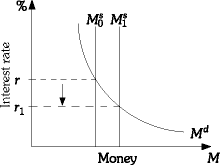 %
M₀ˢ M₁ˢ
Interest rate
r
r₁
Mᵈ
Money
M